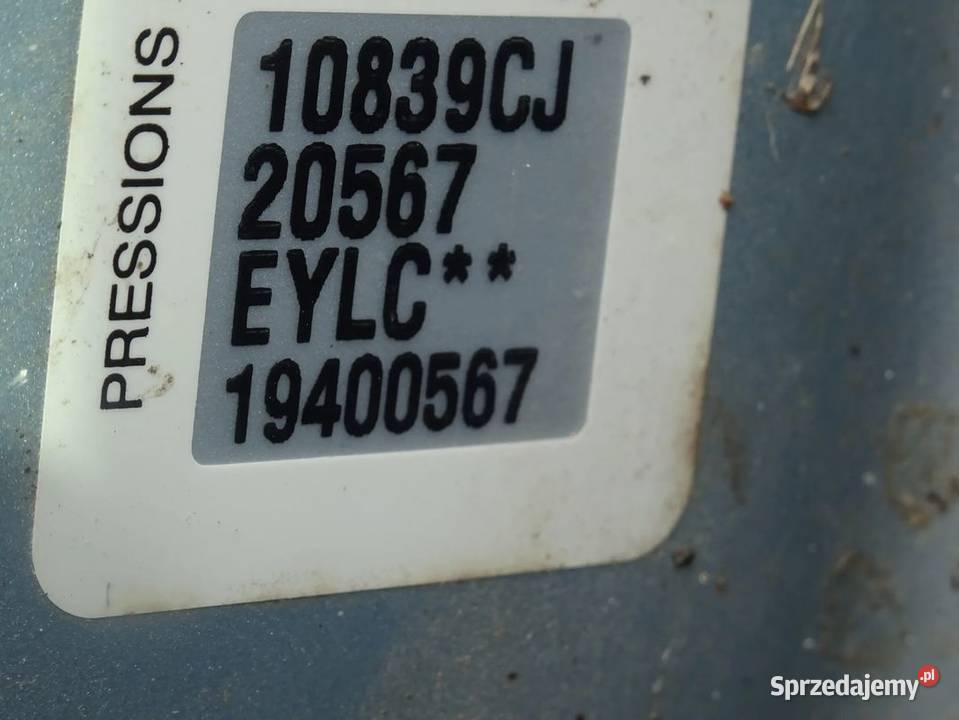 PRESSIONS
10839CJ
20567
EYLC**
19400567
Sprzedajemy.pl